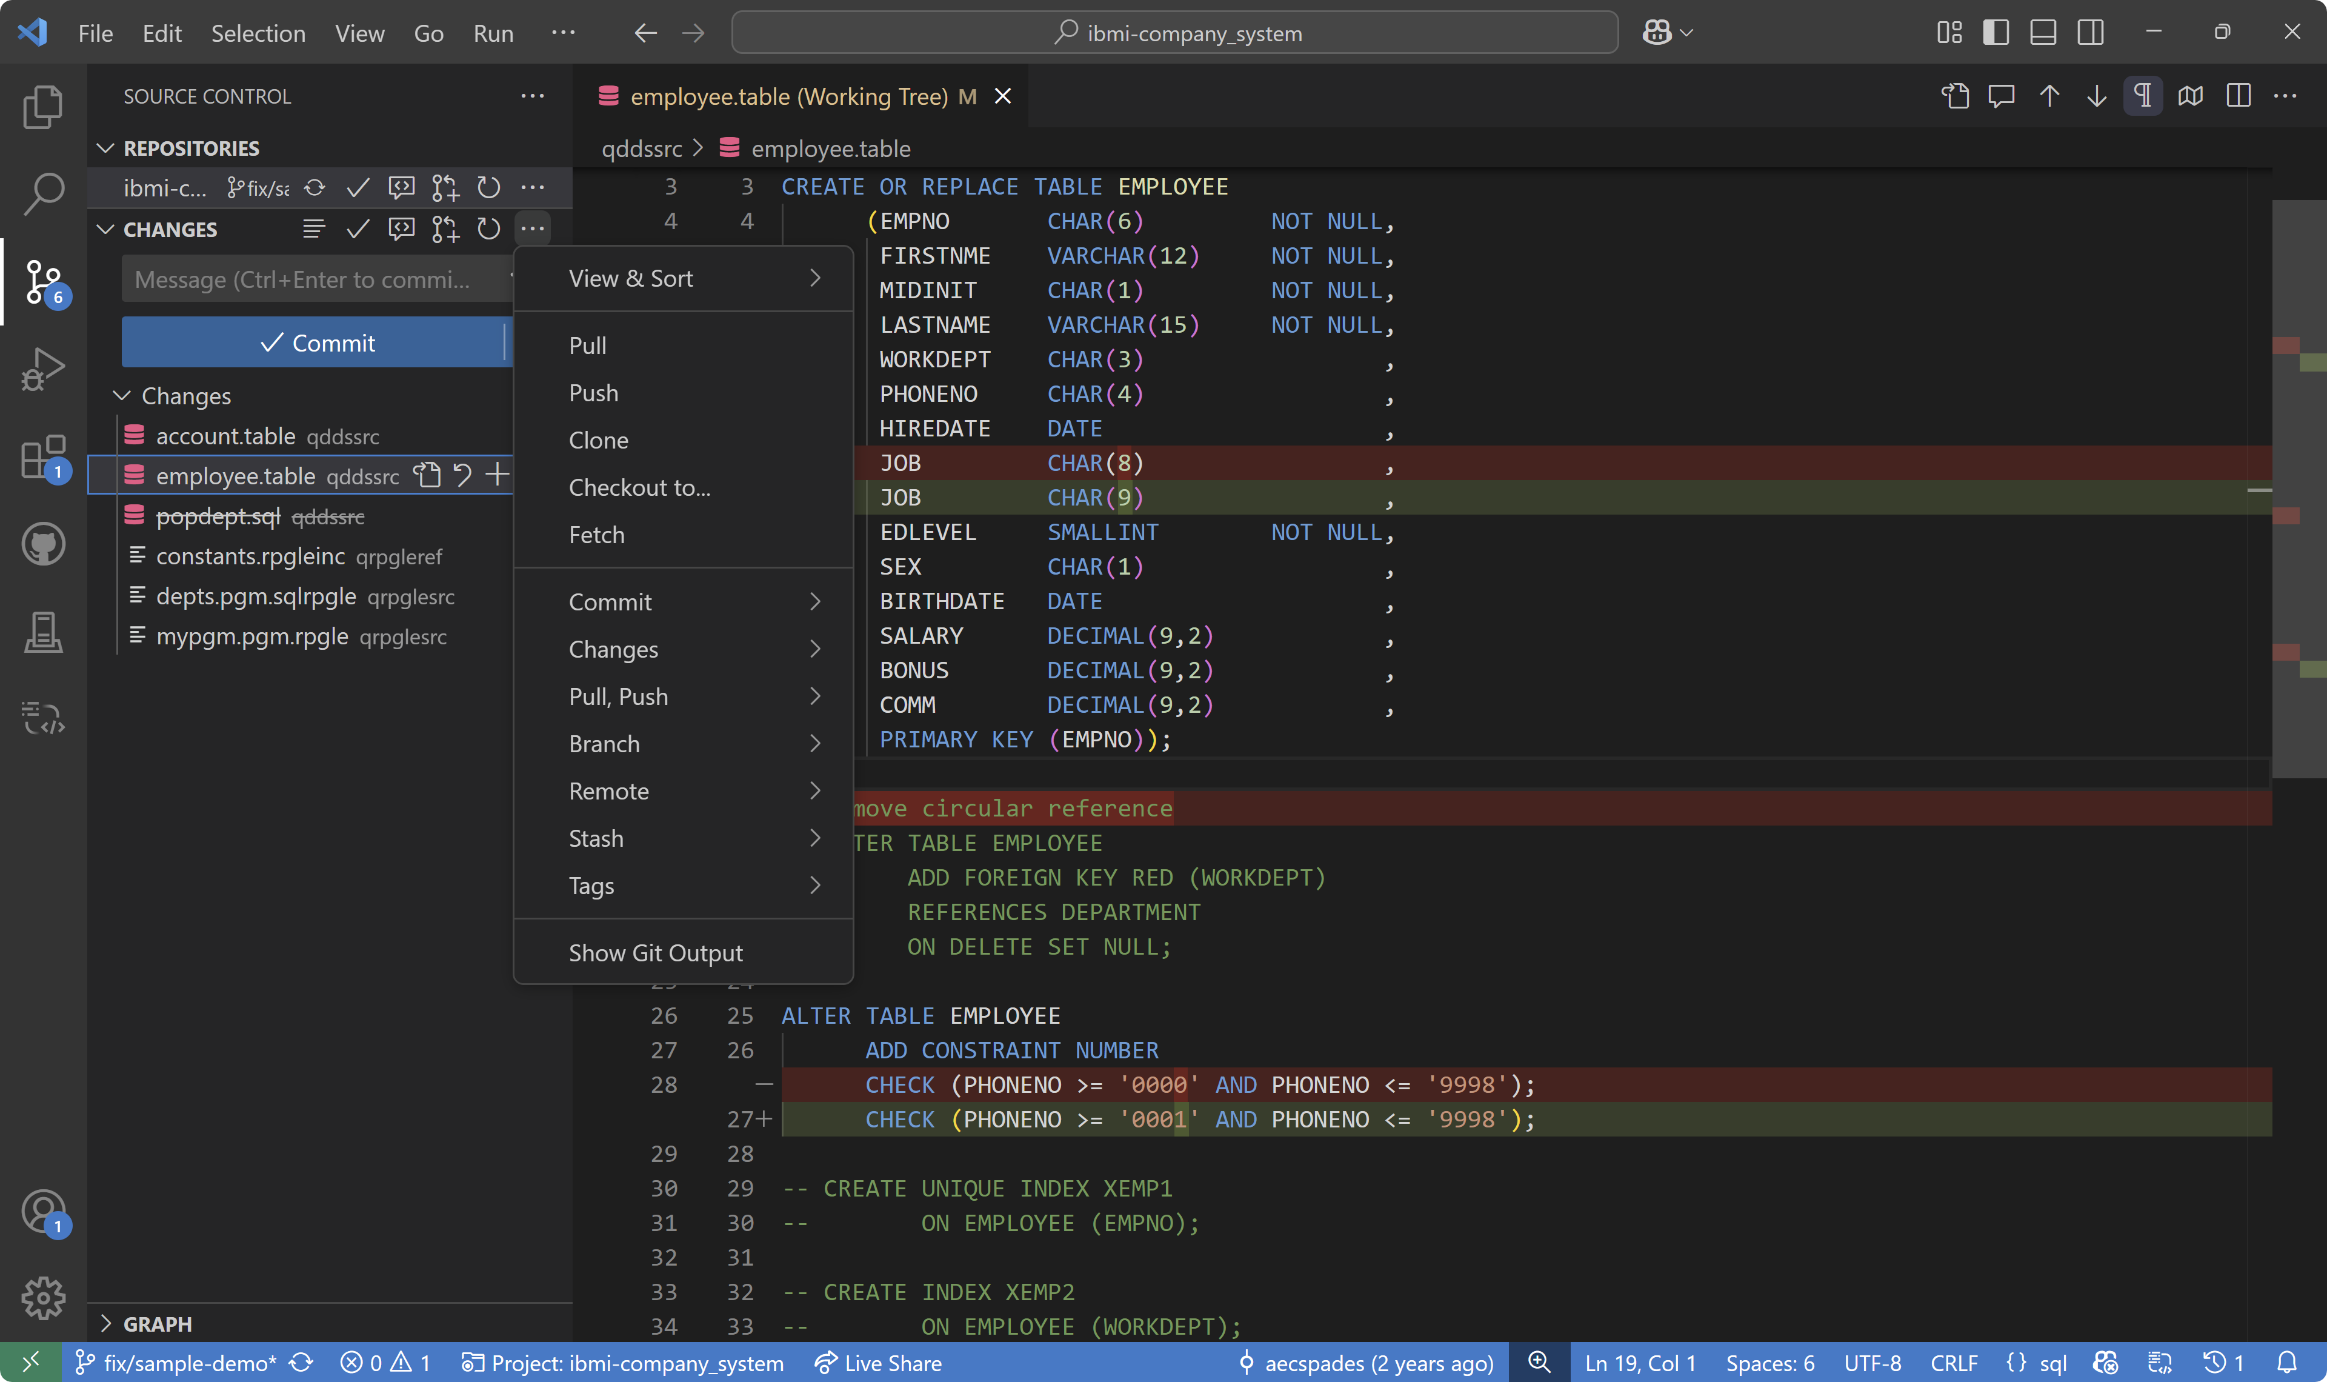 File Edit Selection View Go Run ···
ibmi-company_system
SOURCE CONTROL
REPOSITORIES
ibmi-c... fix/sa
CHANGES
Message (Ctrl+Enter to commi...
Commit
Changes
account.table qddssrc
employee.table qddssrc
popdept.sql qddssrc
constants.rpgleinc qrpgleref
depts.pgm.sqlrpgle qrpglesrc
mypgm.pgm.rpgle qrpglesrc
GRAPH
6
1
1
View & Sort
Pull
Push
Clone
Checkout to...
Fetch
Commit
Changes
Pull, Push
Branch
Remote
Stash
Tags
Show Git Output
employee.table (Working Tree) M
qddssrc > employee.table
3 3 CREATE OR REPLACE TABLE EMPLOYEE
4 4 (EMPNO CHAR(6) NOT NULL,
FIRSTNME VARCHAR(12) NOT NULL,
MIDINIT CHAR(1) NOT NULL,
LASTNAME VARCHAR(15) NOT NULL,
WORKDEPT CHAR(3) ,
PHONENO CHAR(4) ,
HIREDATE DATE ,
JOB CHAR(8) ,
JOB CHAR(9) ,
EDLEVEL SMALLINT NOT NULL,
SEX CHAR(1) ,
BIRTHDATE DATE ,
SALARY DECIMAL(9,2) ,
BONUS DECIMAL(9,2) ,
COMM DECIMAL(9,2) ,
PRIMARY KEY (EMPNO));
move circular reference
TER TABLE EMPLOYEE
ADD FOREIGN KEY RED (WORKDEPT)
REFERENCES DEPARTMENT
ON DELETE SET NULL;
26 25 ALTER TABLE EMPLOYEE
27 26 ADD CONSTRAINT NUMBER
28 — CHECK (PHONENO >= '0000' AND PHONENO <= '9998');
27+ CHECK (PHONENO >= '0001' AND PHONENO <= '9998');
29 28
30 29 -- CREATE UNIQUE INDEX XEMP1
31 30 -- ON EMPLOYEE (EMPNO);
32 31
33 32 -- CREATE INDEX XEMP2
34 33 -- ON EMPLOYEE (WORKDEPT);
fix/sample-demo* 0 1 Project: ibmi-company_system Live Share aecspades (2 years ago) Ln 19, Col 1 Spaces: 6 UTF-8 CRLF {} sql 1